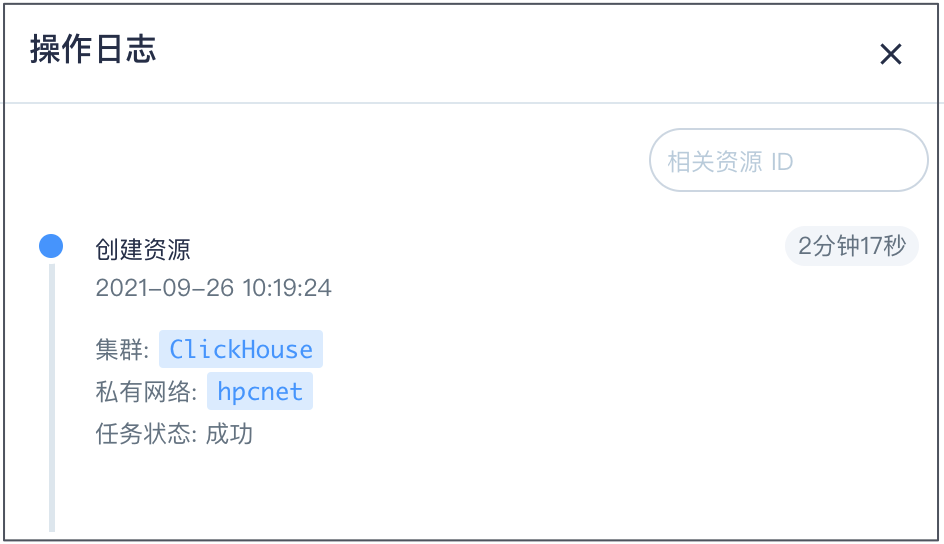 操作日志
相关资源 ID
创建资源
2分钟17秒
2021-09-26 10:19:24
集群: ClickHouse
私有网络: hpcnet
任务状态: 成功